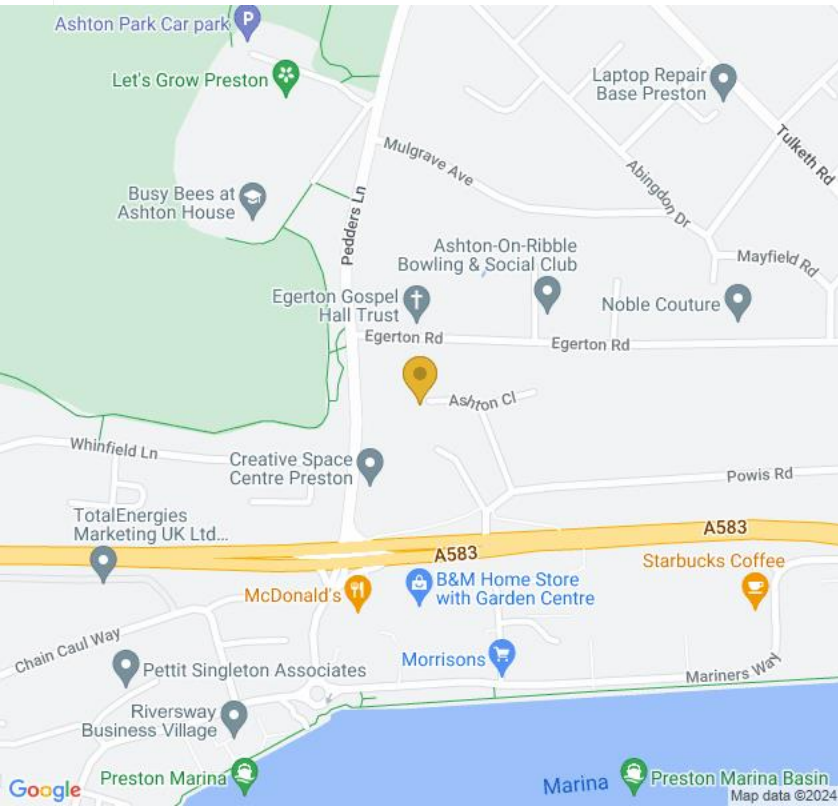 Ashton Park Car park
P
Let's Grow Preston
Laptop Repair
Base Preston
Tulketh Rd
Mulgrave Ave
Abingdon Dr
Busy Bees at
Ashton House
Pedders Ln
Ashton-On-Ribble
Bowling & Social Club
Mayfield Rd
Egerton Gospel
Hall Trust
Noble Couture
Egerton Rd
Egerton Rd
Ashton Cl
Whinfield Ln
Creative Space
Centre Preston
Powis Rd
TotalEnergies
Marketing UK Ltd...
A583
A583
Starbucks Coffee
McDonald's
B&M Home Store
with Garden Centre
Chain Caul Way
Pettit Singleton Associates
Morrisons
Mariners Way
Riversway
Business Village
Preston Marina
Marina
Preston Marina Basin
Google
Map data ©2024